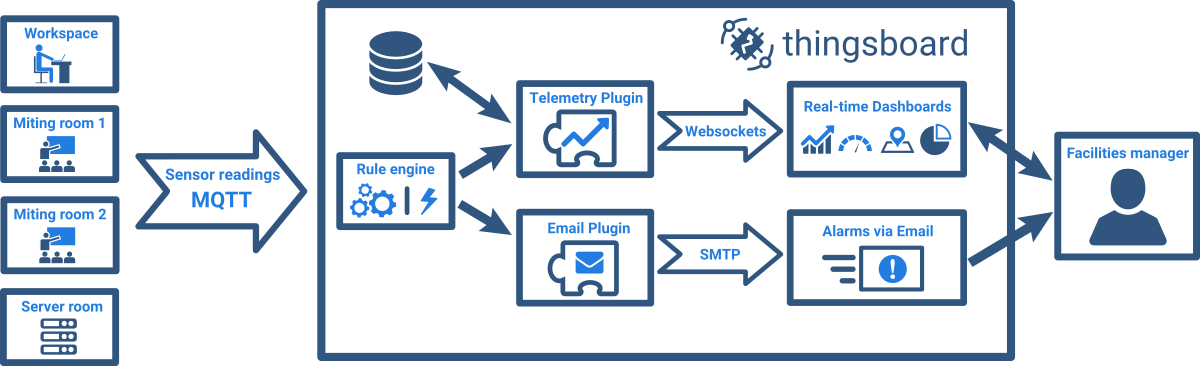 Workspace
Miting room 1
Miting room 2
Server room
Sensor readings
MQTT
thingsboard
Rule engine
Telemetry Plugin
Email Plugin
Websockets
SMTP
Real-time Dashboards
Alarms via Email
Facilities manager